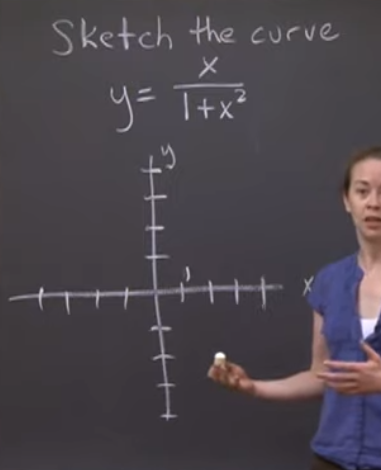 Sketch the curve
y = x / 1+x²
y
1
x